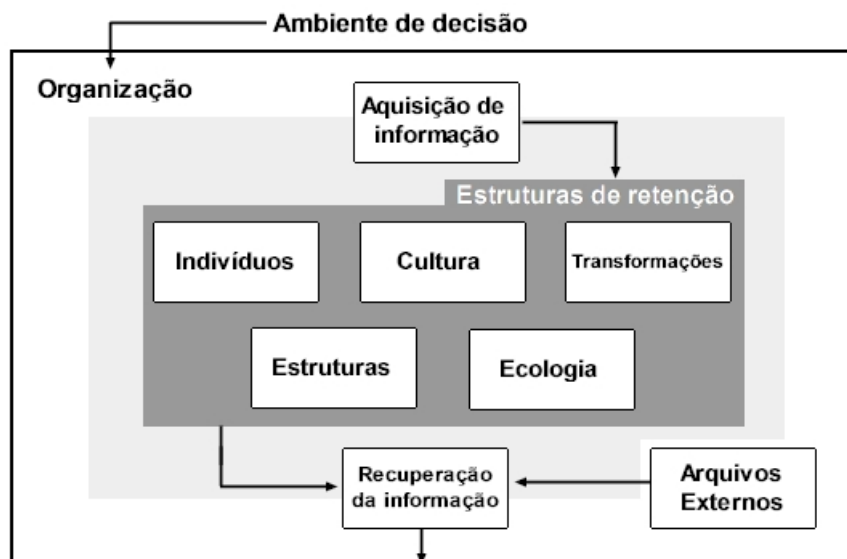 Ambiente de decisão
Organização
Aquisição de
informação
Estruturas de retenção
Indivíduos
Cultura
Transformações
Estruturas
Ecologia
Recuperação
da informação
Arquivos
Externos